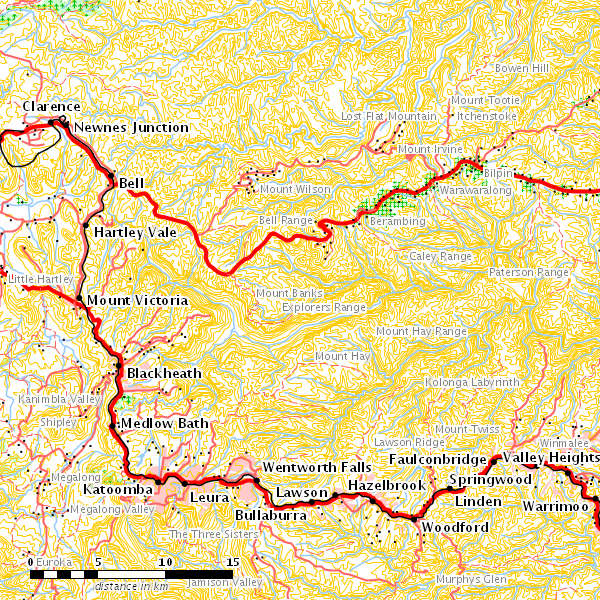 Bowen Hill
Mount Tootie
Clarence
Lost Flat Mountain
Itchenstoke
Newnes Junction
Mount Irvine
Bilpin
Bell
Mount Wilson
Warawaralong
Bell Range
Berambing
Hartley Vale
Caley Range
Paterson Range
Little Hartley
Mount Banks
Mount Victoria
Explorers Range
Mount Hay Range
Mount Hay
Blackheath
Kolonga Labyrinth
Kanimbla Valley
Shipley
Medlow Bath
Mount Twiss
Lawson Ridge
Winmalee
Faulconbridge
Valley Heights
Wentworth Falls
Megalong
Katoomba
Leura
Lawson
Hazelbrook
Springwood
Linden
Warrimoo
Megalong Valley
Bullaburra
Woodford
The Three Sisters
Euroka
0 5 10 15
distance in km
Jamison Valley
Murphys Glen